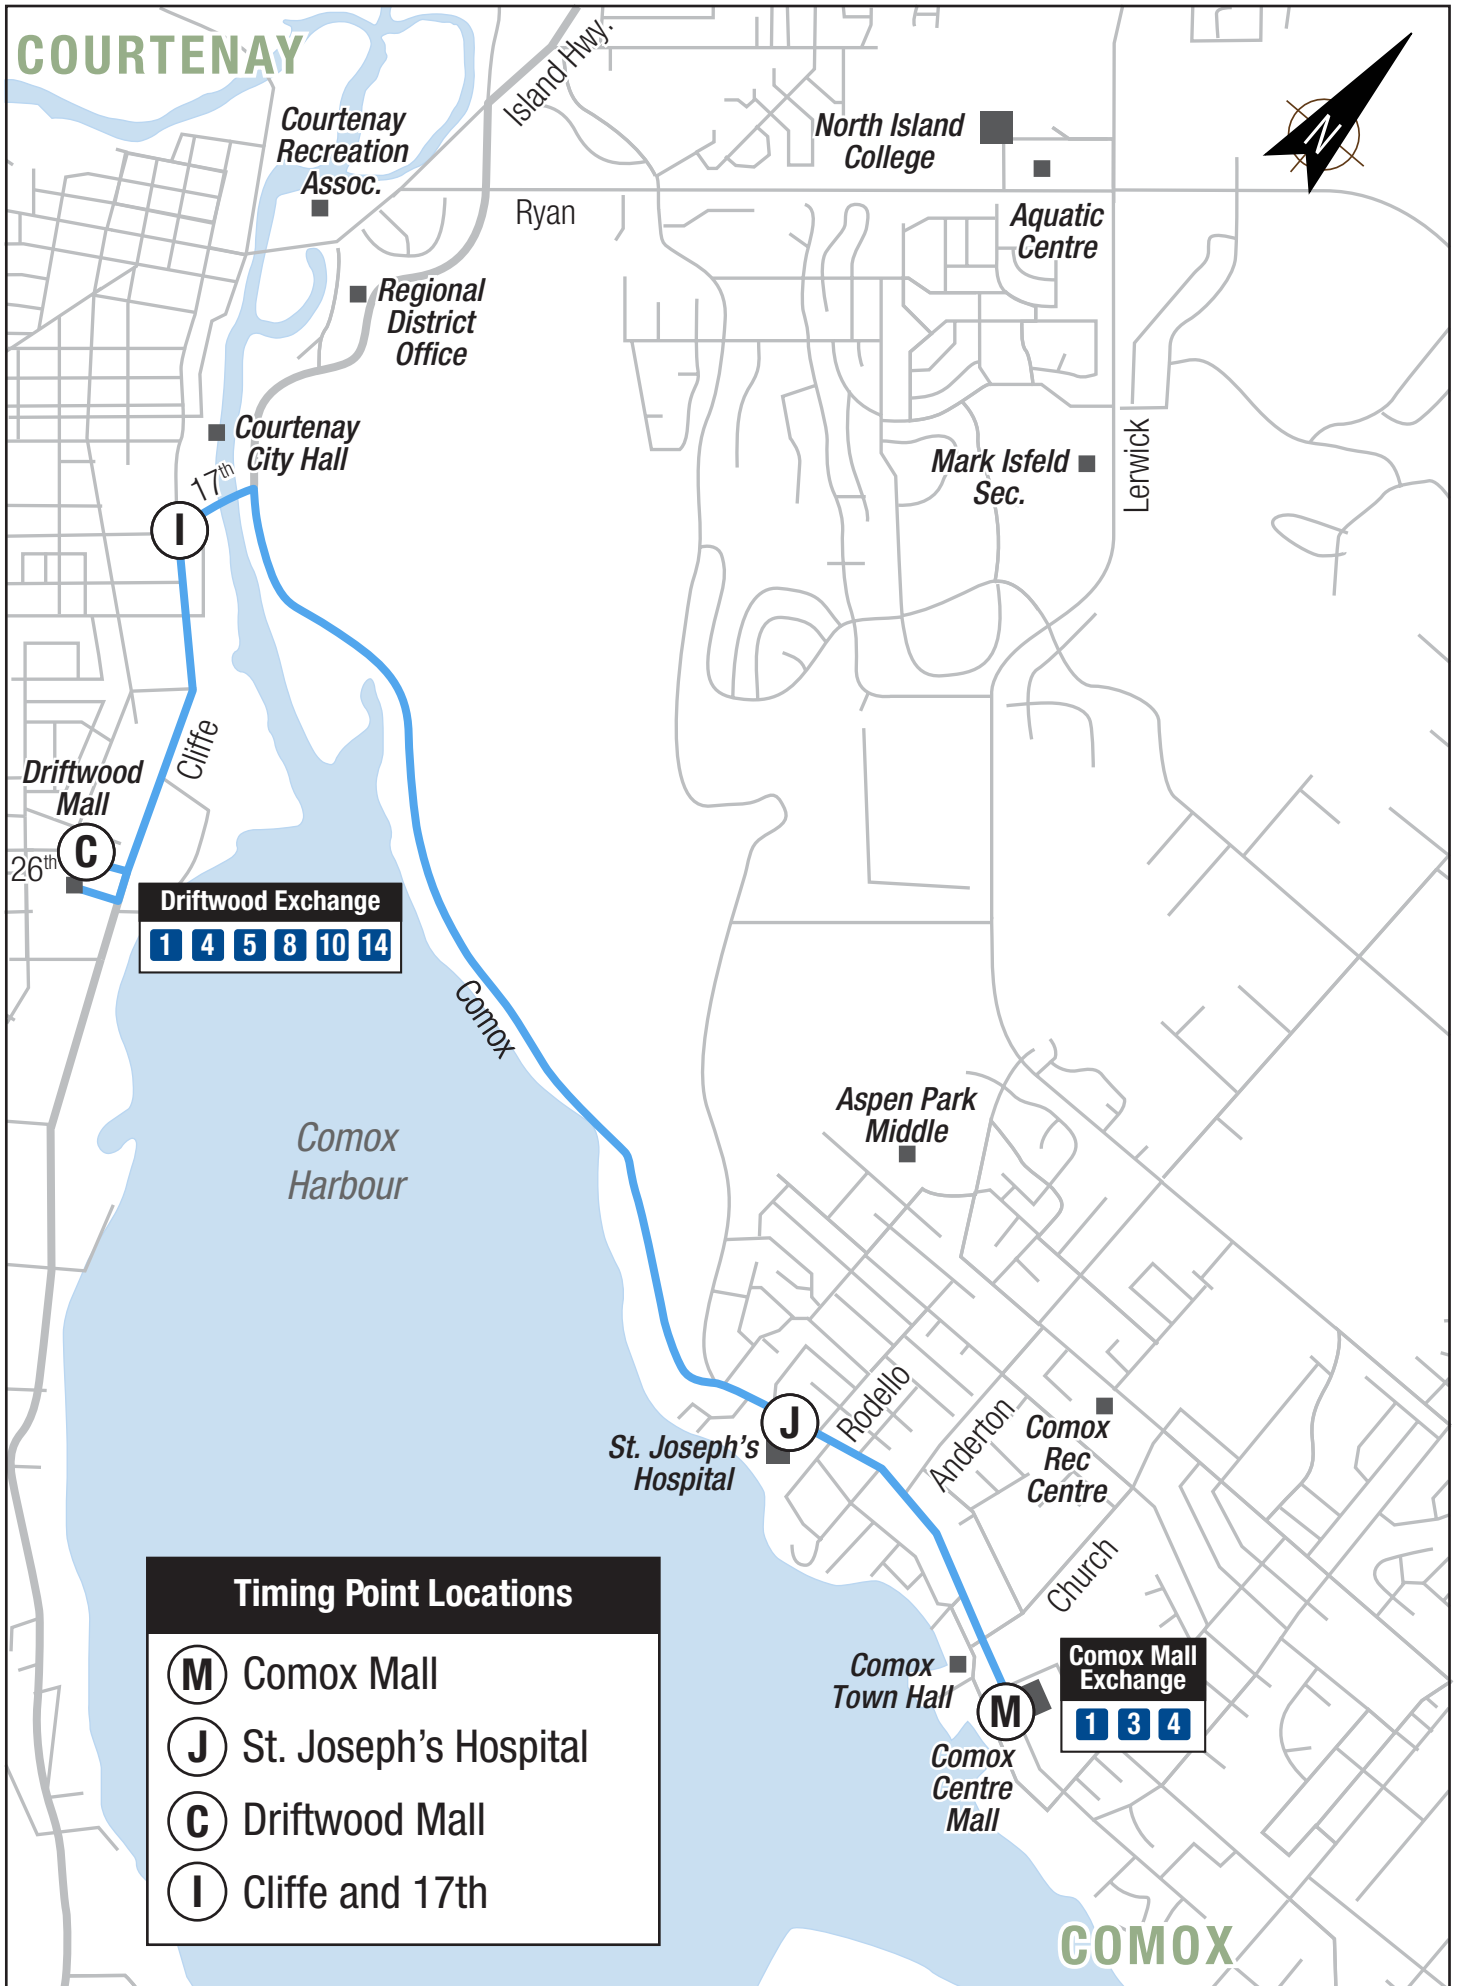 COURTENAY
Island Hwy.
Courtenay
Recreation
Assoc.
North Island
College
N
Ryan
Aquatic
Centre
Regional
District
Office
Courtenay
City Hall
17th
Mark Isfeld
Sec.
Lerwick
I
Cliffe
Driftwood
Mall
C
26th
Driftwood Exchange
1 4 5 8 10 14
Comox
Comox
Harbour
Aspen Park
Middle
Rodello
J
Anderton
Comox
Rec
Centre
St. Joseph's
Hospital
Church
Comox
Town Hall
M
Comox Mall
Exchange
1 3 4
Comox
Centre
Mall
Timing Point Locations
M Comox Mall
J St. Joseph's Hospital
C Driftwood Mall
I Cliffe and 17th
COMOX